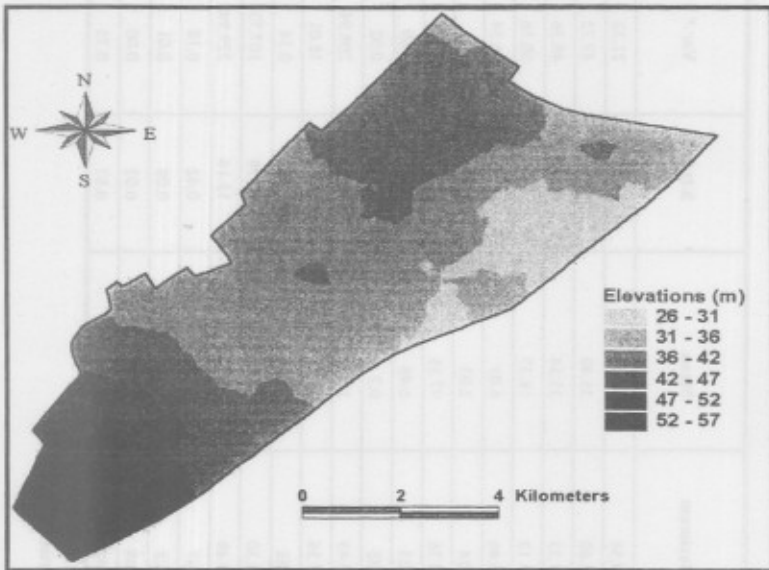 N
W E
S
Elevations (m)
26 - 31
31 - 36
36 - 42
42 - 47
47 - 52
52 - 57
0 2 4 Kilometers